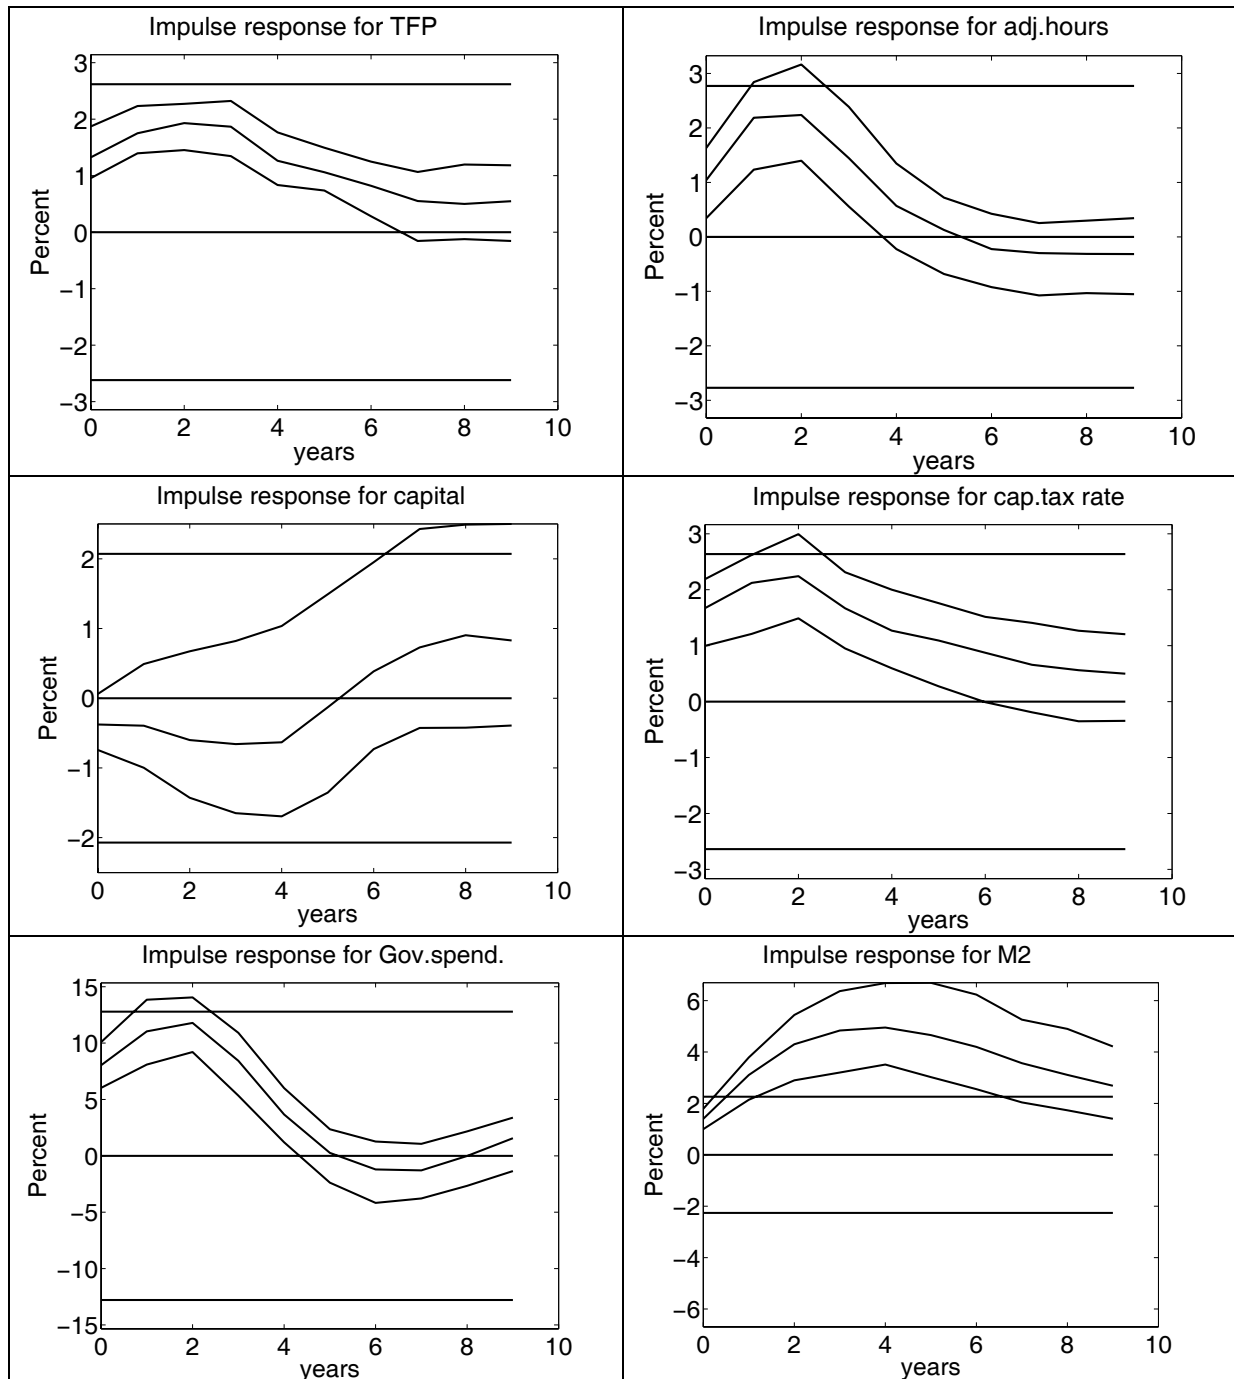 Impulse response for TFP
3
2
1
0
−1
−2
−3
Percent
0 2 4 6 8 10
years
Impulse response for adj.hours
3
2
1
0
−1
−2
−3
Percent
0 2 4 6 8 10
years
Impulse response for capital
2
1
0
−1
−2
Percent
0 2 4 6 8 10
years
Impulse response for cap.tax rate
3
2
1
0
−1
−2
−3
Percent
0 2 4 6 8 10
years
Impulse response for Gov.spend.
15
10
5
0
−5
−10
−15
Percent
0 2 4 6 8 10
years
Impulse response for M2
6
4
2
0
−2
−4
−6
Percent
0 2 4 6 8 10
years